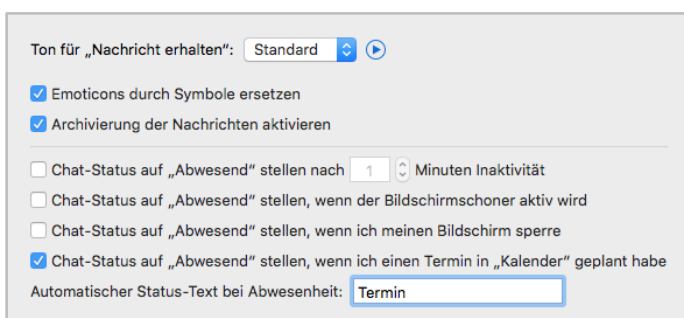 Ton für „Nachricht erhalten“: Standard
Emoticons durch Symbole ersetzen
Archivierung der Nachrichten aktivieren
Chat-Status auf „Abwesend“ stellen nach 1 Minuten Inaktivität
Chat-Status auf „Abwesend“ stellen, wenn der Bildschirmschoner aktiv wird
Chat-Status auf „Abwesend“ stellen, wenn ich meinen Bildschirm sperre
Chat-Status auf „Abwesend“ stellen, wenn ich einen Termin in „Kalender“ geplant habe
Automatischer Status-Text bei Abwesenheit: Termin